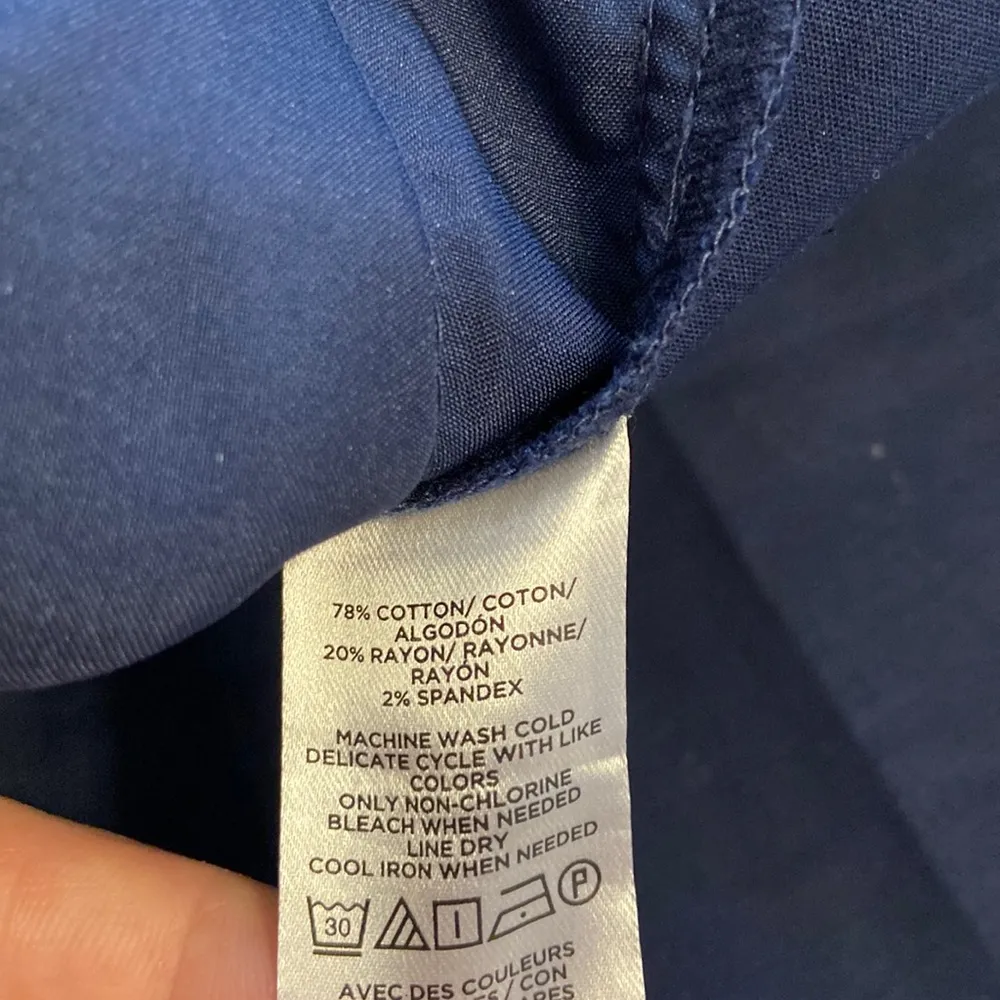 78% COTTON/ COTON/
ALGODÓN
20% RAYON/ RAYONNE/
RAYÓN
2% SPANDEX
MACHINE WASH COLD
DELICATE CYCLE WITH LIKE
COLORS
ONLY NON-CHLORINE
BLEACH WHEN NEEDED
LINE DRY
COOL IRON WHEN NEEDED
30 P
AVEC DES COULEURS
/ CON